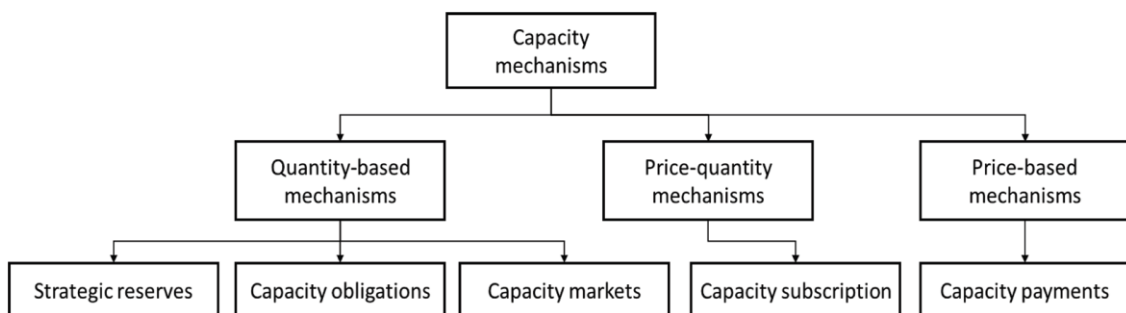 Capacity
mechanisms
Quantity-based
mechanisms
Price-quantity
mechanisms
Price-based
mechanisms
Strategic reserves
Capacity obligations
Capacity markets
Capacity subscription
Capacity payments